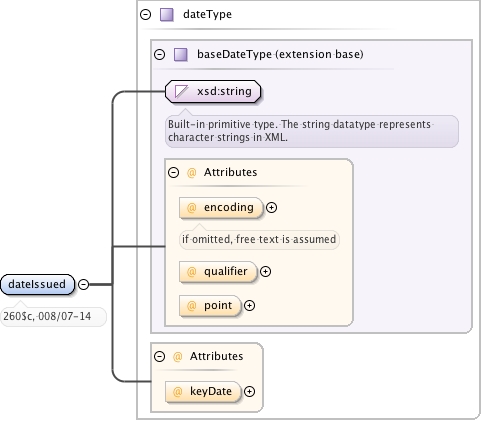 dateType
baseDateType (extension base)
xsd:string
Built-in primitive type. The string datatype represents
character strings in XML.
@ Attributes
@ encoding
if omitted, free text is assumed
@ qualifier
@ point
dateIssued
260$c, 008/07-14
@ Attributes
@ keyDate